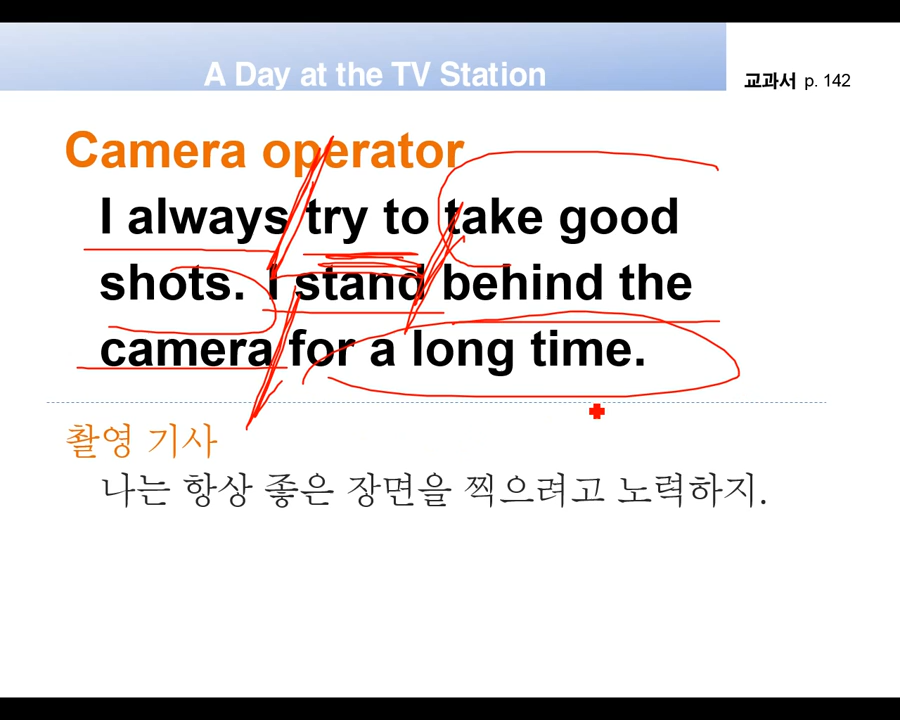 A Day at the TV Station
교과서 p. 142
Camera operator
I always try to take good
shots. I stand behind the
camera for a long time.
촬영 기사
나는 항상 좋은 장면을 찍으려고 노력하지.